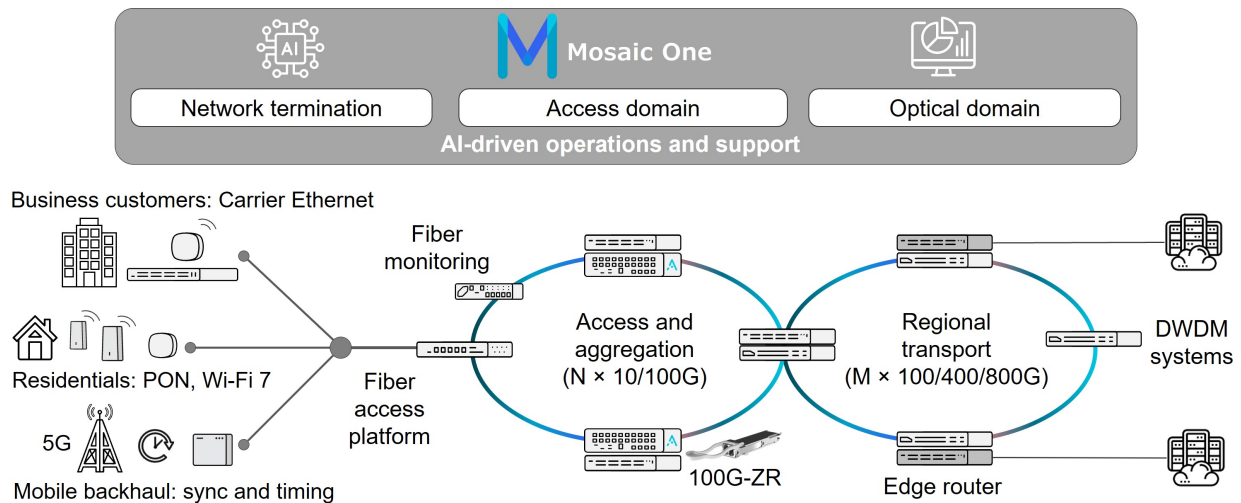 AI
Mosaic One
Network termination
Access domain
Optical domain
AI-driven operations and support
Business customers: Carrier Ethernet
Fiber
monitoring
Access and
aggregation
(N × 10/100G)
Regional
transport
(M × 100/400/800G)
DWDM
systems
Residentials: PON, Wi-Fi 7
Fiber
access
platform
5G
100G-ZR
Edge router
Mobile backhaul: sync and timing